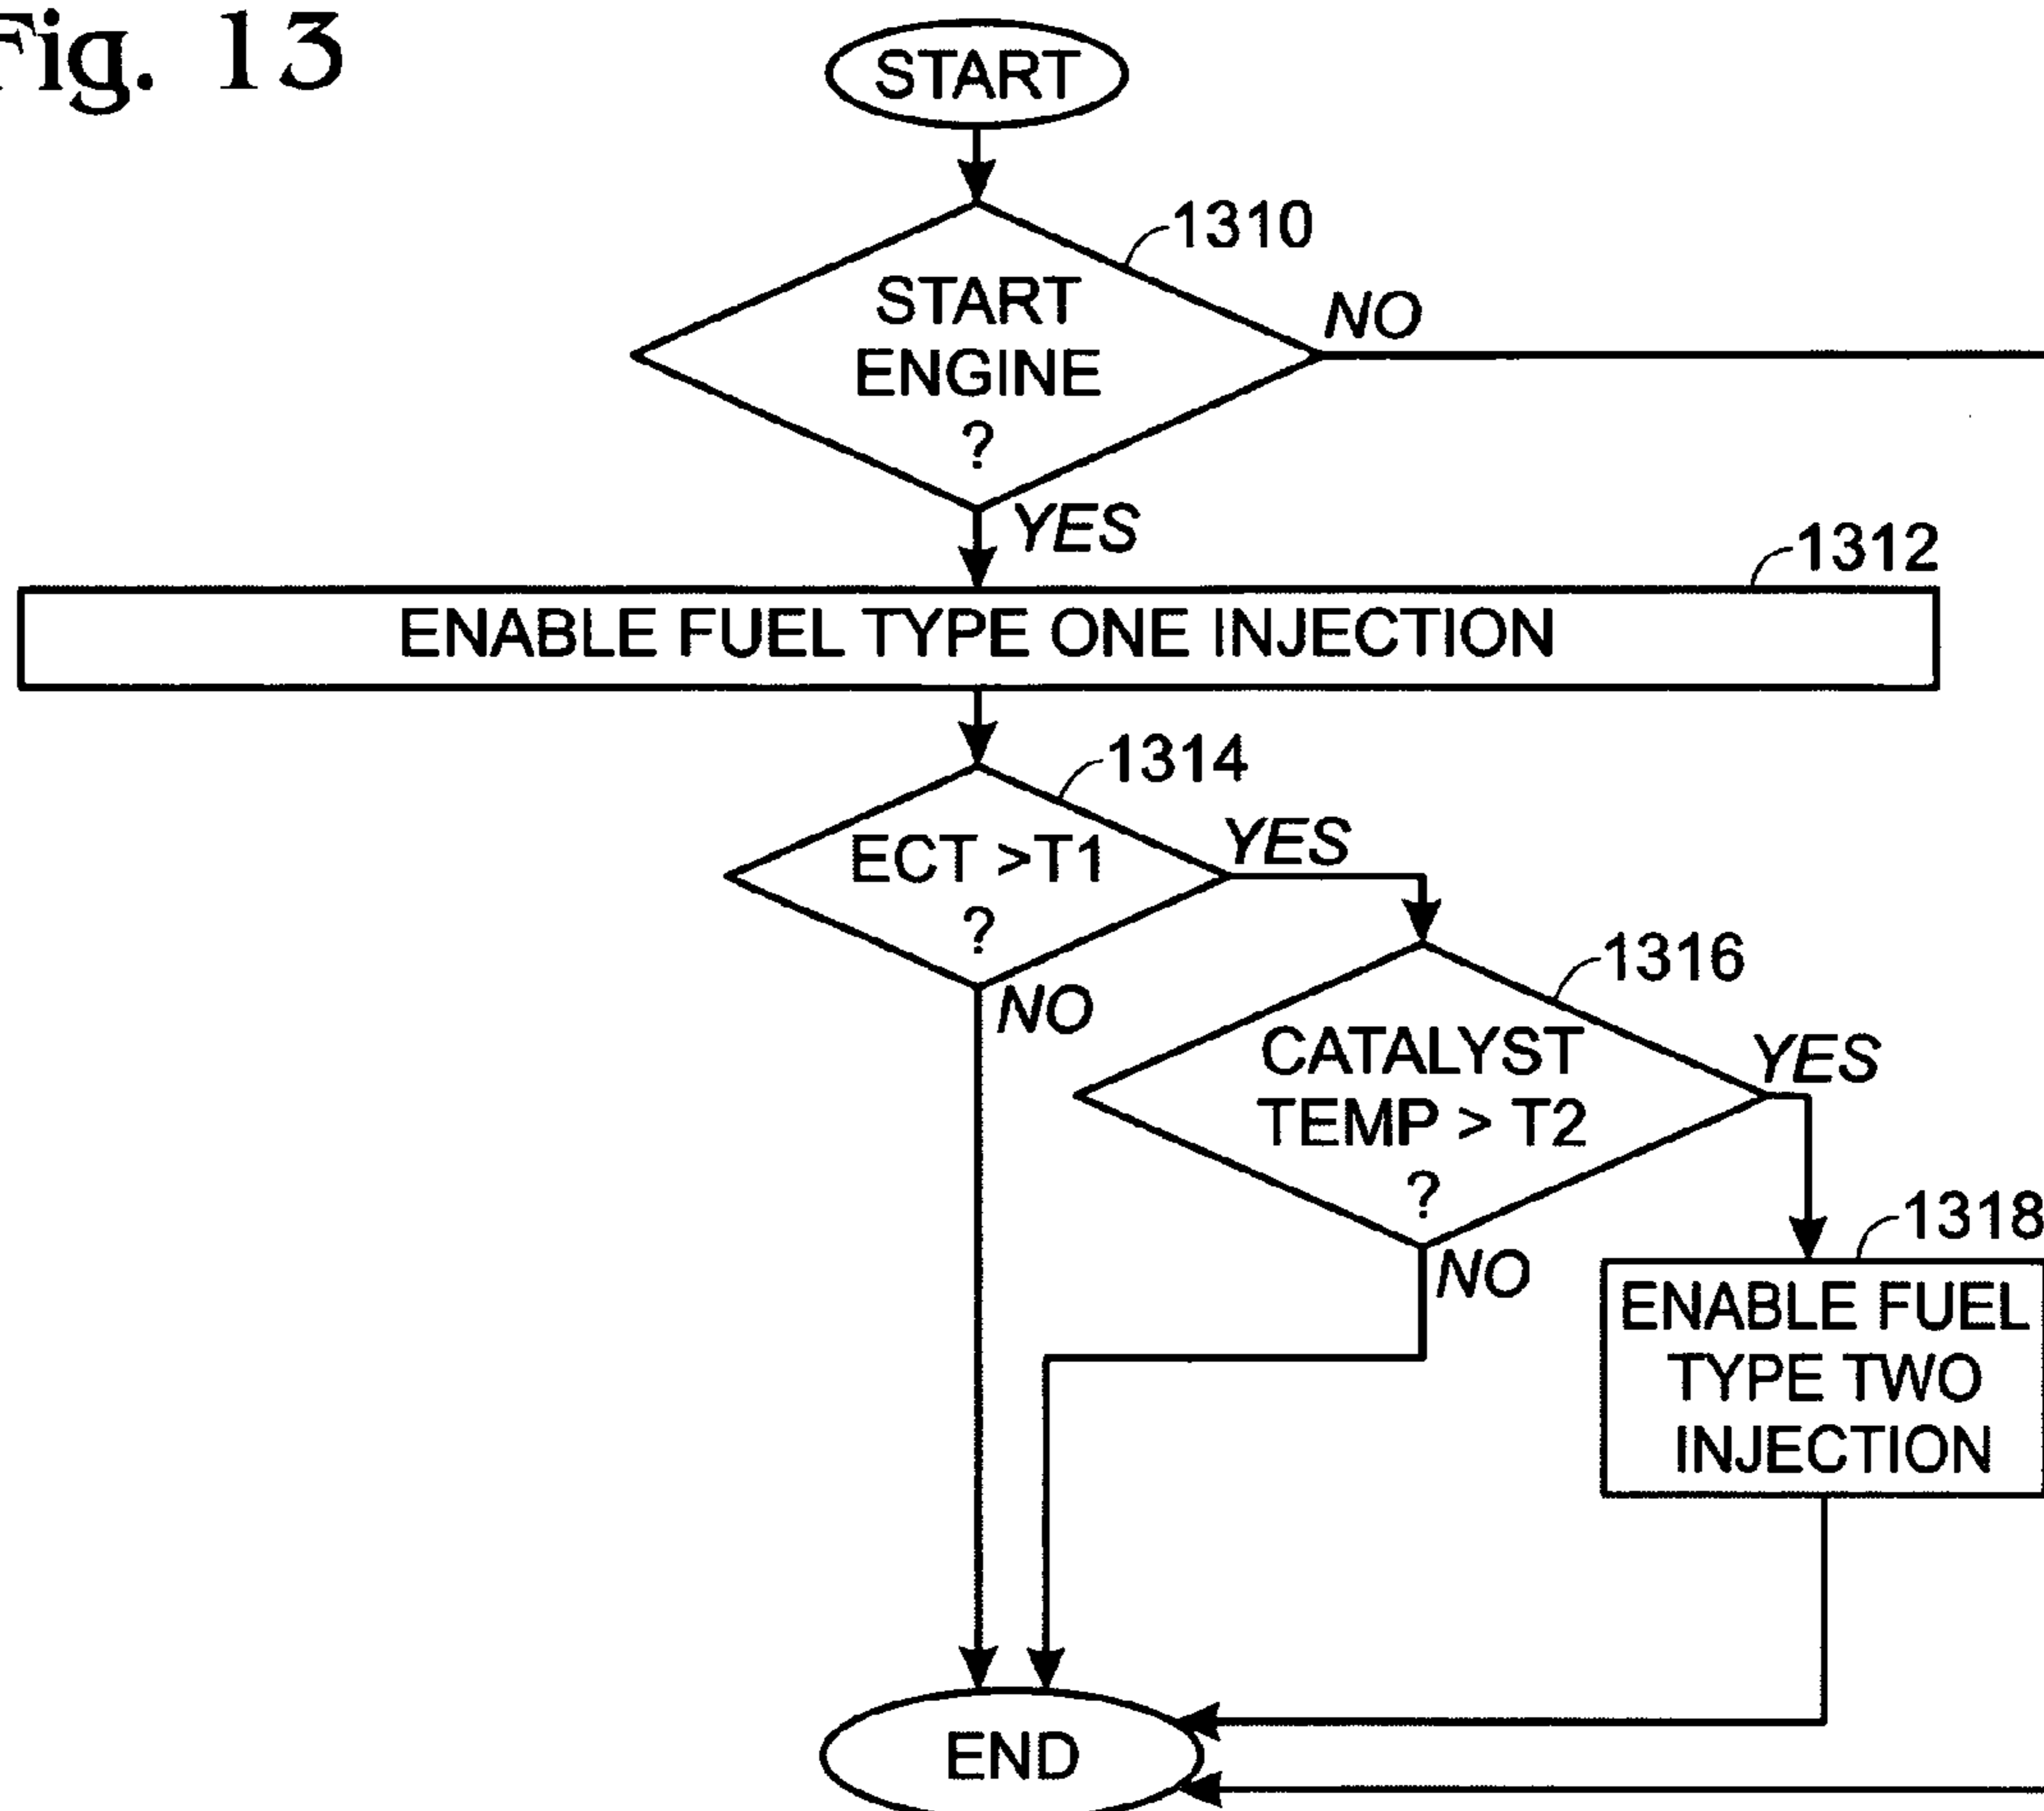 Fig. 13
START
1310
START
ENGINE
?
NO
YES
1312
ENABLE FUEL TYPE ONE INJECTION
1314
ECT >T1
?
YES
NO
1316
CATALYST
TEMP > T2
?
YES
NO
1318
ENABLE FUEL
TYPE TWO
INJECTION
END